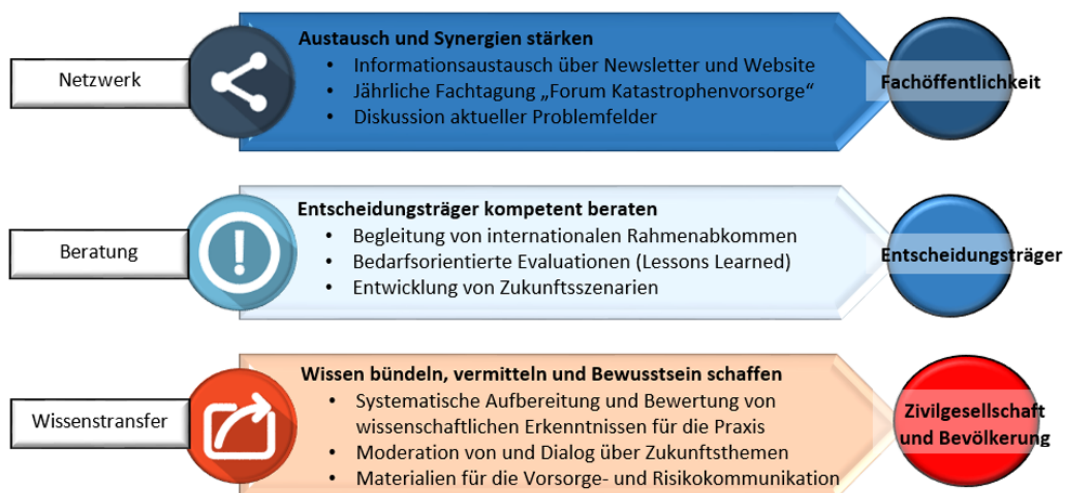 Netzwerk
Austausch und Synergien stärken
• Informationsaustausch über Newsletter und Website
• Jährliche Fachtagung „Forum Katastrophenvorsorge“
• Diskussion aktueller Problemfelder
Fachöffentlichkeit
Beratung
Entscheidungsträger kompetent beraten
• Begleitung von internationalen Rahmenabkommen
• Bedarfsorientierte Evaluationen (Lessons Learned)
• Entwicklung von Zukunftsszenarien
Entscheidungsträger
Wissenstransfer
Wissen bündeln, vermitteln und Bewusstsein schaffen
• Systematische Aufbereitung und Bewertung von
wissenschaftlichen Erkenntnissen für die Praxis
• Moderation von und Dialog über Zukunftsthemen
• Materialien für die Vorsorge- und Risikokommunikation
Zivilgesellschaft
und Bevölkerung